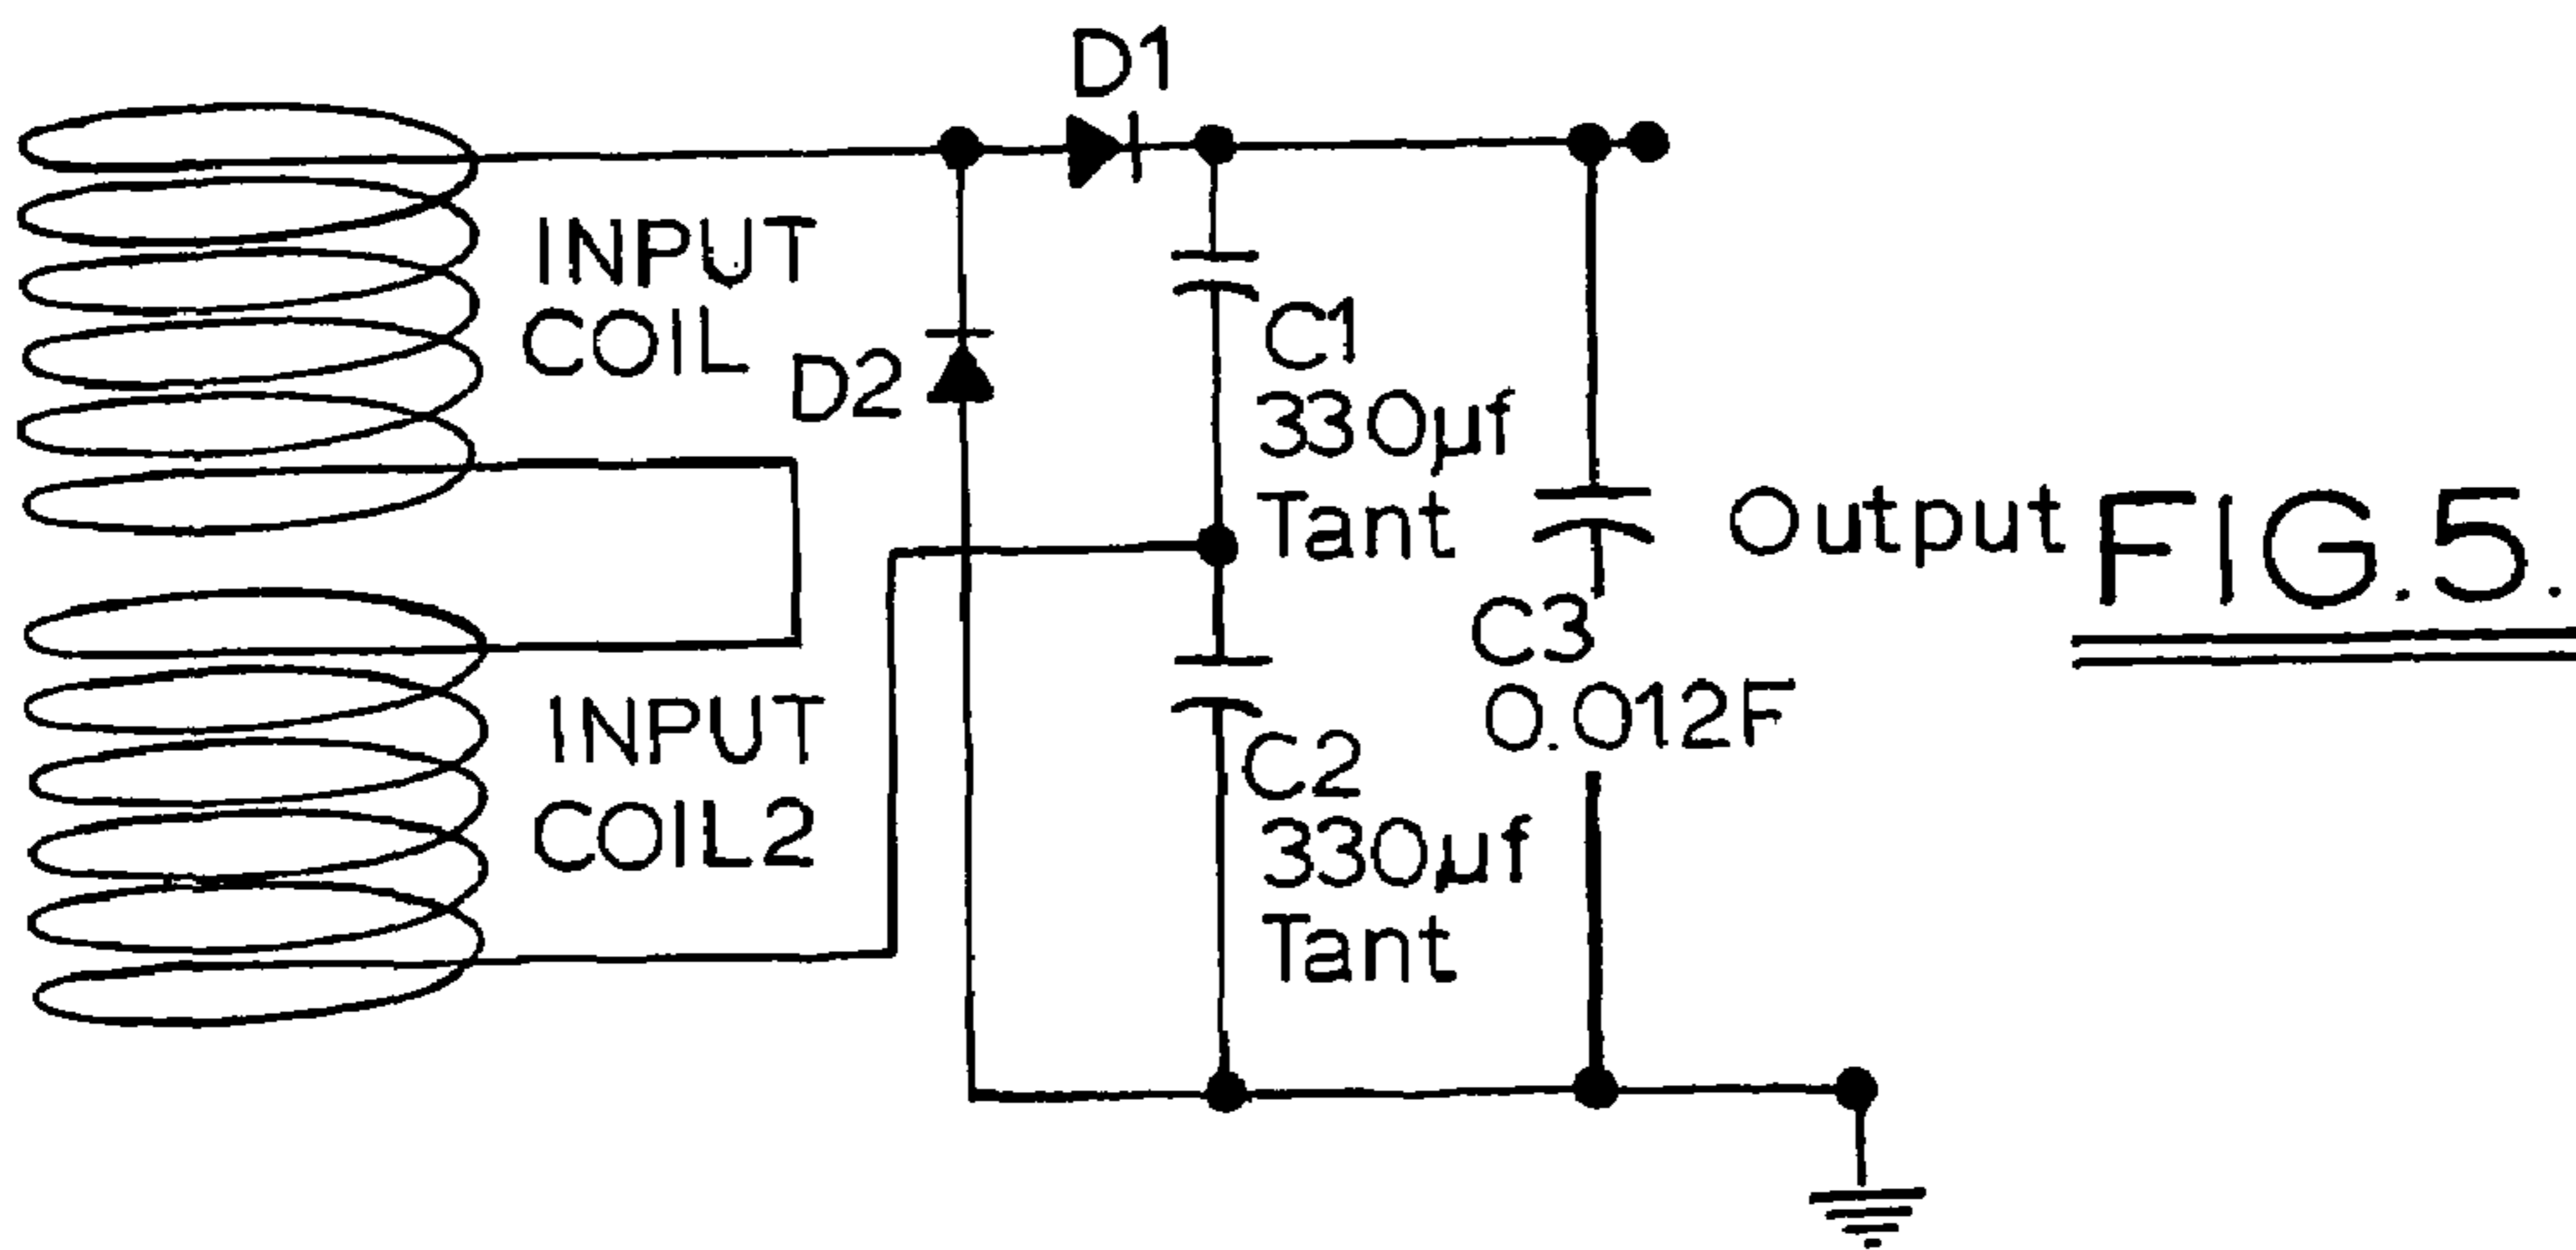 D1
INPUT
COIL
D2
C1
330µf
Tant
Output
FIG.5.
C3
0.012F
INPUT
COIL2
C2
330µf
Tant